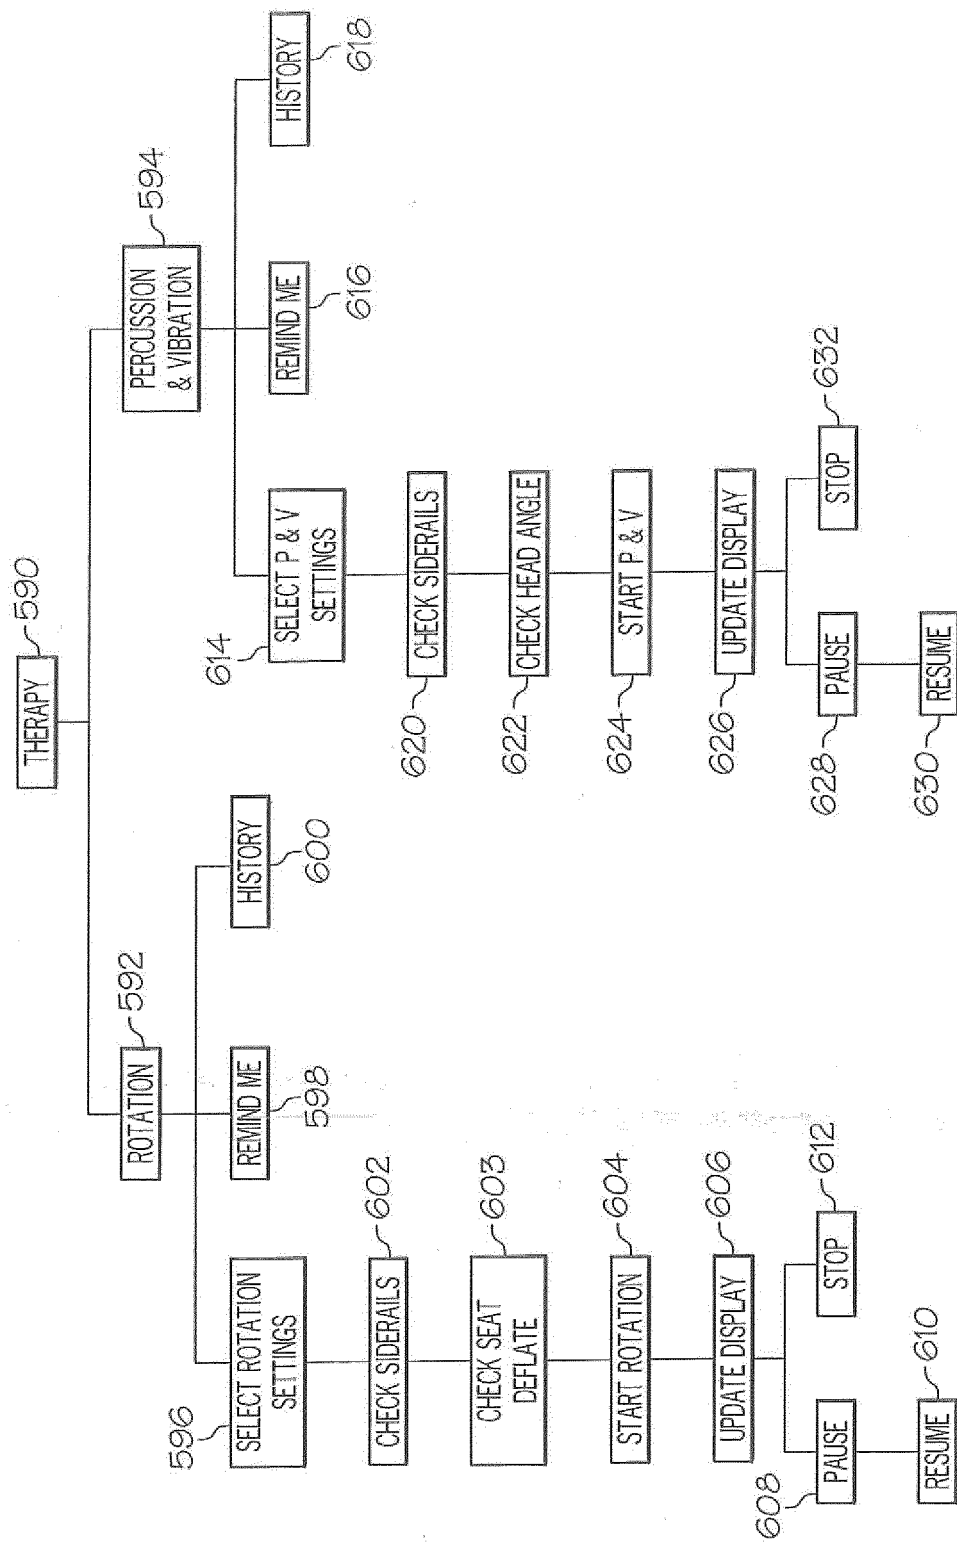 THERAPY
590
ROTATION
592
PERCUSSION
& VIBRATION
594
SELECT ROTATION
SETTINGS
596
REMIND ME
598
HISTORY
600
CHECK SIDERAILS
602
CHECK SEAT
DEFLATE
603
START ROTATION
604
UPDATE DISPLAY
606
PAUSE
608
STOP
612
RESUME
610
SELECT P & V
SETTINGS
614
REMIND ME
616
HISTORY
618
CHECK SIDERAILS
620
CHECK HEAD ANGLE
622
START P & V
624
UPDATE DISPLAY
626
PAUSE
628
STOP
632
RESUME
630